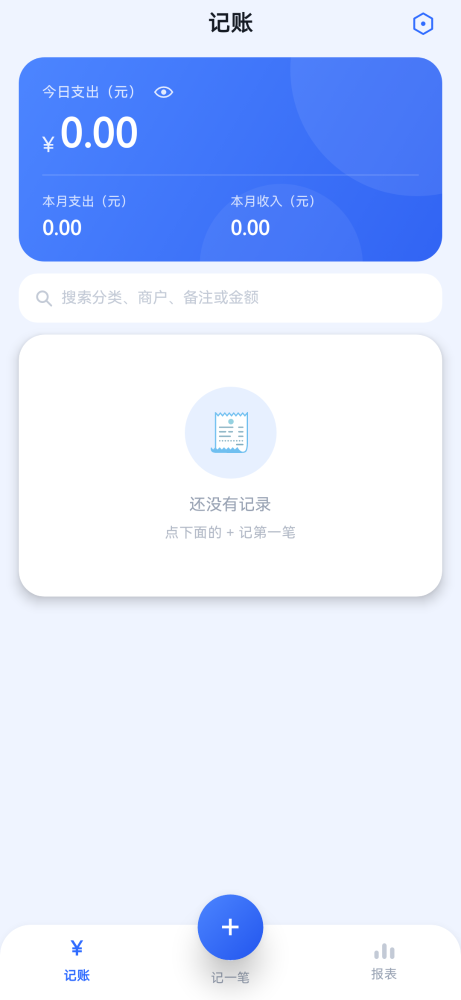 记账
今日支出（元）
¥ 0.00
本月支出（元） 本月收入（元）
0.00 0.00
搜索分类、商户、备注或金额
还没有记录
点下面的 + 记第一笔
¥ +
记账 记一笔 报表